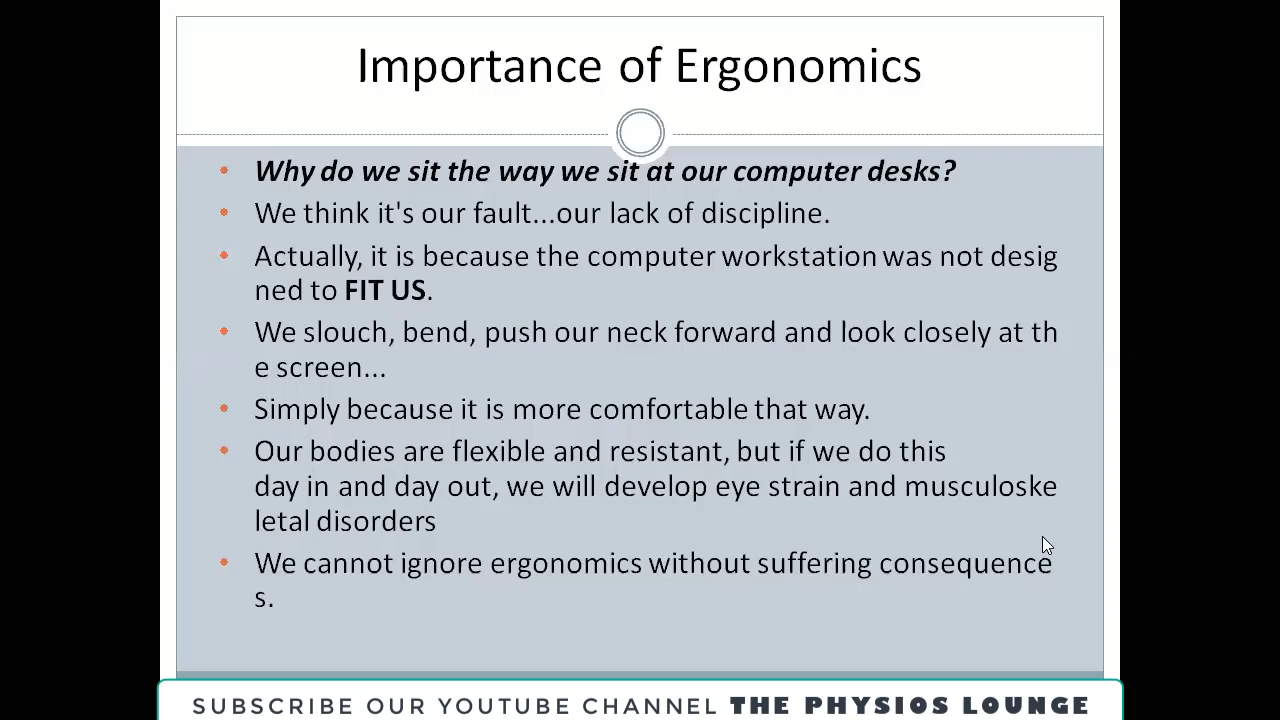 Importance of Ergonomics
• Why do we sit the way we sit at our computer desks?
• We think it's our fault...our lack of discipline.
• Actually, it is because the computer workstation was not desig
ned to FIT US.
• We slouch, bend, push our neck forward and look closely at th
e screen...
• Simply because it is more comfortable that way.
• Our bodies are flexible and resistant, but if we do this
day in and day out, we will develop eye strain and musculoske
letal disorders
• We cannot ignore ergonomics without suffering consequence
s.
SUBSCRIBE OUR YOUTUBE CHANNEL THE PHYSIOS LOUNGE